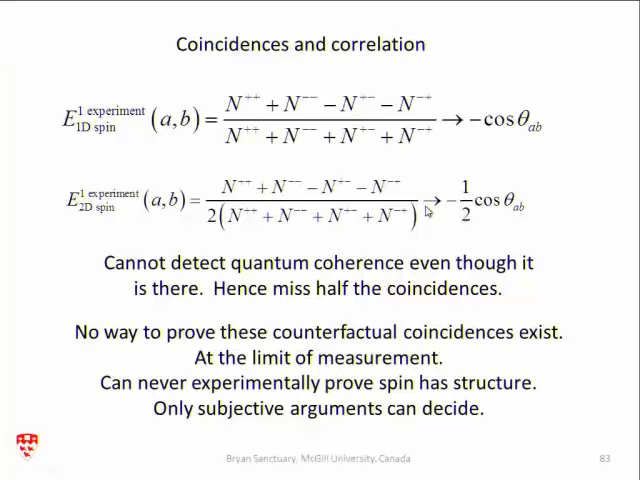 Coincidences and correlation
E^{1 experiment}_{1D spin} (a,b) = \frac{N^{++} + N^{--} - N^{+-} - N^{-+}}{N^{++} + N^{--} + N^{+-} + N^{-+}} → -cos θ_{ab}
E^{1 experiment}_{2D spin} (a,b) = \frac{N^{++} + N^{--} - N^{+-} - N^{-+}}{2(N^{++} + N^{--} + N^{+-} + N^{-+})} → -\frac{1}{2} cos θ_{ab}
Cannot detect quantum coherence even though it
is there. Hence miss half the coincidences.
No way to prove these counterfactual coincidences exist.
At the limit of measurement.
Can never experimentally prove spin has structure.
Only subjective arguments can decide.
Bryan Sanctuary, McGill University, Canada
83